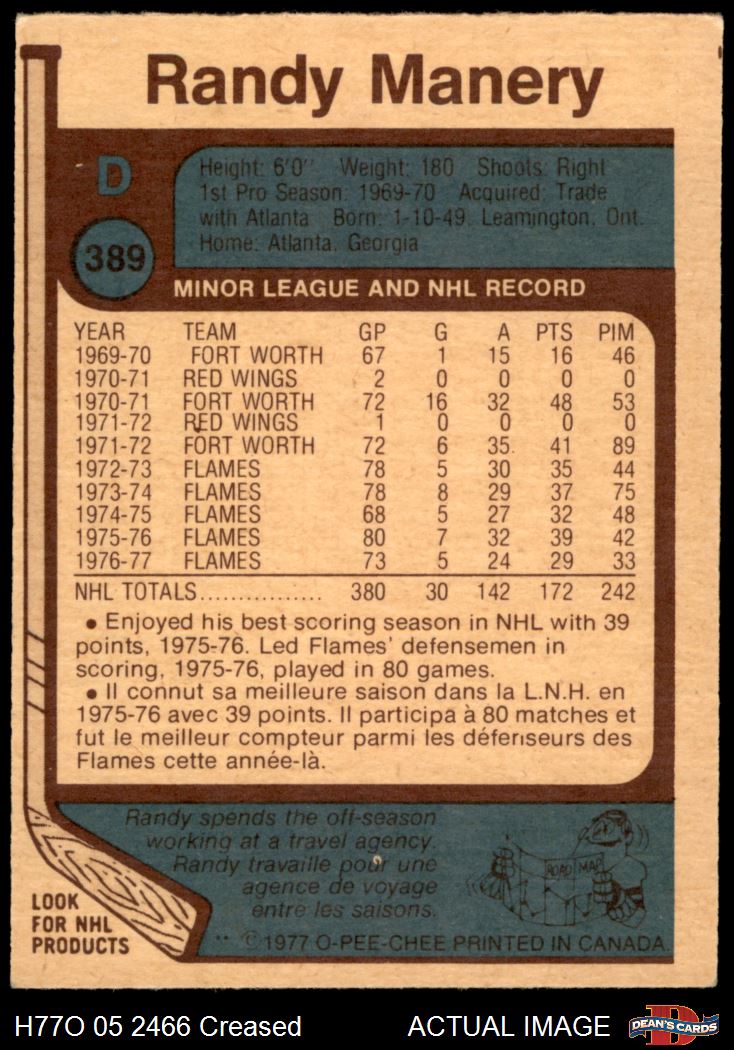 Randy Manery
D
Height: 6'0" Weight: 180 Shoots: Right
1st Pro Season: 1969-70 Acquired: Trade
with Atlanta Born: 1-10-49, Leamington, Ont.
Home: Atlanta, Georgia
389
MINOR LEAGUE AND NHL RECORD
YEAR TEAM GP G A PTS PIM
1969-70 FORT WORTH 67 1 15 16 46
1970-71 RED WINGS 2 0 0 0 0
1970-71 FORT WORTH 72 16 32 48 53
1971-72 RED WINGS 1 0 0 0 0
1971-72 FORT WORTH 72 6 35 41 89
1972-73 FLAMES 78 5 30 35 44
1973-74 FLAMES 78 8 29 37 75
1974-75 FLAMES 68 5 27 32 48
1975-76 FLAMES 80 7 32 39 42
1976-77 FLAMES 73 5 24 29 33
NHL TOTALS................ 380 30 142 172 242
• Enjoyed his best scoring season in NHL with 39
points, 1975-76. Led Flames' defensemen in
scoring, 1975-76, played in 80 games.
• Il connut sa meilleure saison dans la L.N.H. en
1975-76 avec 39 points. Il participa à 80 matches et
fut le meilleur compteur parmi les défenseurs des
Flames cette année-là.
Randy spends the off-season
working at a travel agency.
Randy travaille pour une
agence de voyage
entre les saisons.
ROAD MAP
LOOK
FOR NHL
PRODUCTS
** © 1977 O-PEE-CHEE PRINTED IN CANADA.
H77O 05 2466 Creased
ACTUAL IMAGE
D
DEAN'S CARDS